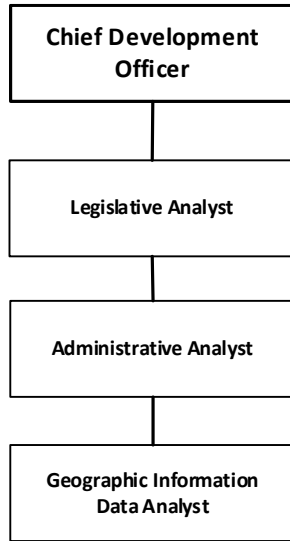 Chief Development
Officer
Legislative Analyst
Administrative Analyst
Geographic Information
Data Analyst